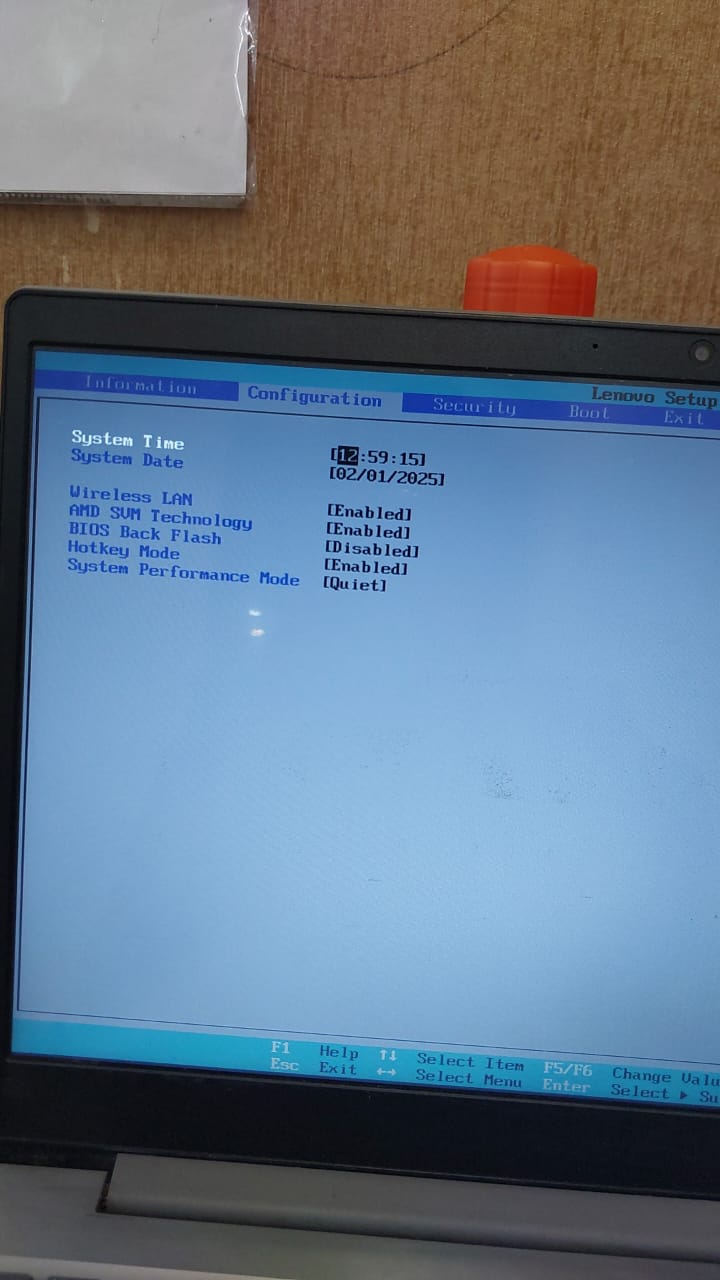 Lenovo Setup
Information Configuration Security Boot Exit
System Time [12:59:15]
System Date [02/01/2025]
Wireless LAN [Enabled]
AMD SVM Technology [Enabled]
BIOS Back Flash [Disabled]
Hotkey Mode [Enabled]
System Performance Mode [Quiet]
F1 Help ↑↓ Select Item F5/F6 Change Valu
Esc Exit ←→ Select Menu Enter Select ▶ Su